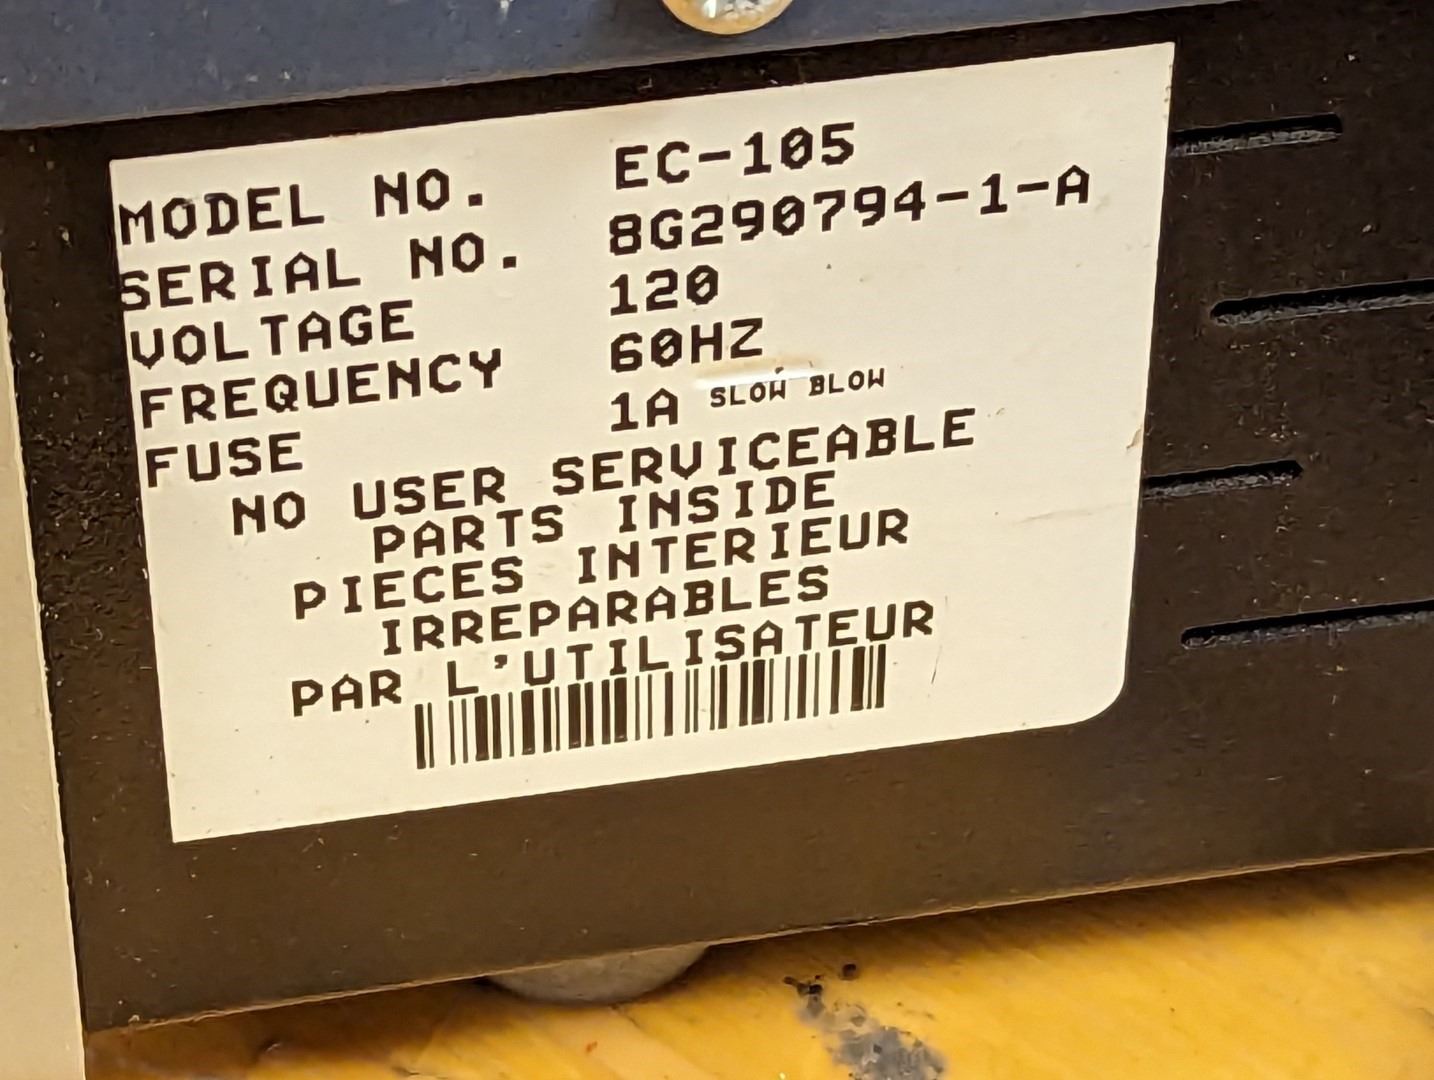 MODEL NO. EC-105
SERIAL NO. 8G290794-1-A
VOLTAGE 120
FREQUENCY 60HZ
FUSE 1A SLOW BLOW
NO USER SERVICEABLE
PARTS INSIDE
PIECES INTERIEUR
IRREPARABLES
PAR L'UTILISATEUR